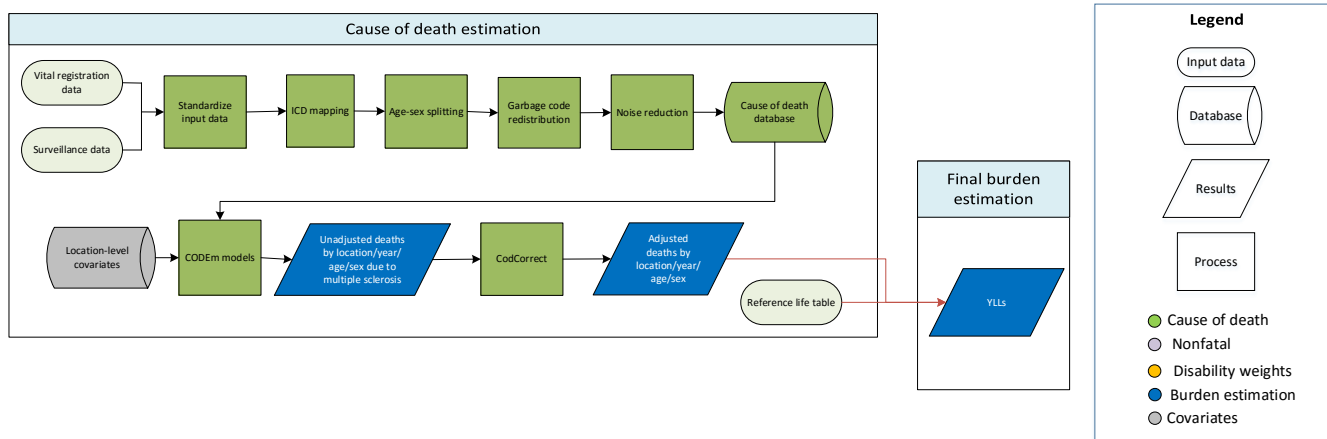 Cause of death estimation
Vital registration
data
Surveillance data
Standardize
input data
ICD mapping
Age-sex splitting
Garbage code
redistribution
Noise reduction
Cause of death
database
Location-level
covariates
CODEm models
Unadjusted deaths
by location/year/
age/sex due to
multiple sclerosis
CodCorrect
Adjusted
deaths by
location/year/
age/sex
Reference life table
Final burden
estimation
YLLs
Legend
Input data
Database
Results
Process
Cause of death
Nonfatal
Disability weights
Burden estimation
Covariates